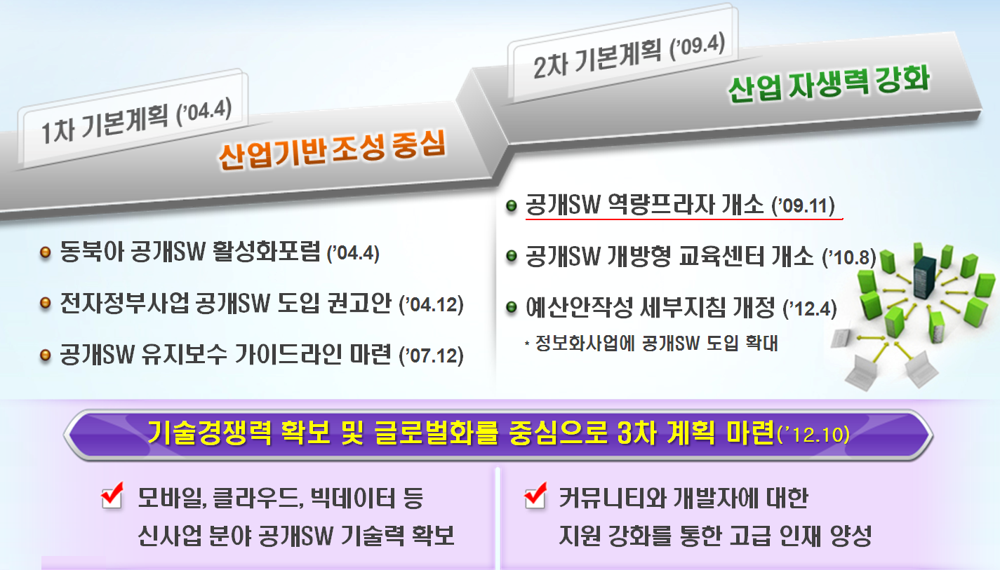 1차 기본계획 (’04.4)
산업기반 조성 중심
동북아 공개SW 활성화포럼 (’04.4)
전자정부사업 공개SW 도입 권고안 (’04.12)
공개SW 유지보수 가이드라인 마련 (’07.12)
2차 기본계획 (’09.4)
산업 자생력 강화
공개SW 역량프라자 개소 (’09.11)
공개SW 개방형 교육센터 개소 (’10.8)
예산안작성 세부지침 개정 (’12.4)
* 정보화사업에 공개SW 도입 확대
기술경쟁력 확보 및 글로벌화를 중심으로 3차 계획 마련(’12.10)
모바일, 클라우드, 빅데이터 등
신사업 분야 공개SW 기술력 확보
커뮤니티와 개발자에 대한
지원 강화를 통한 고급 인재 양성